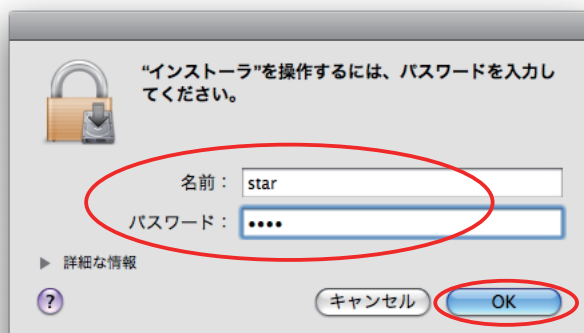 “インストーラ”を操作するには、パスワードを入力し
てください。
名前： star
パスワード： ••••
▶ 詳細な情報
? キャンセル OK